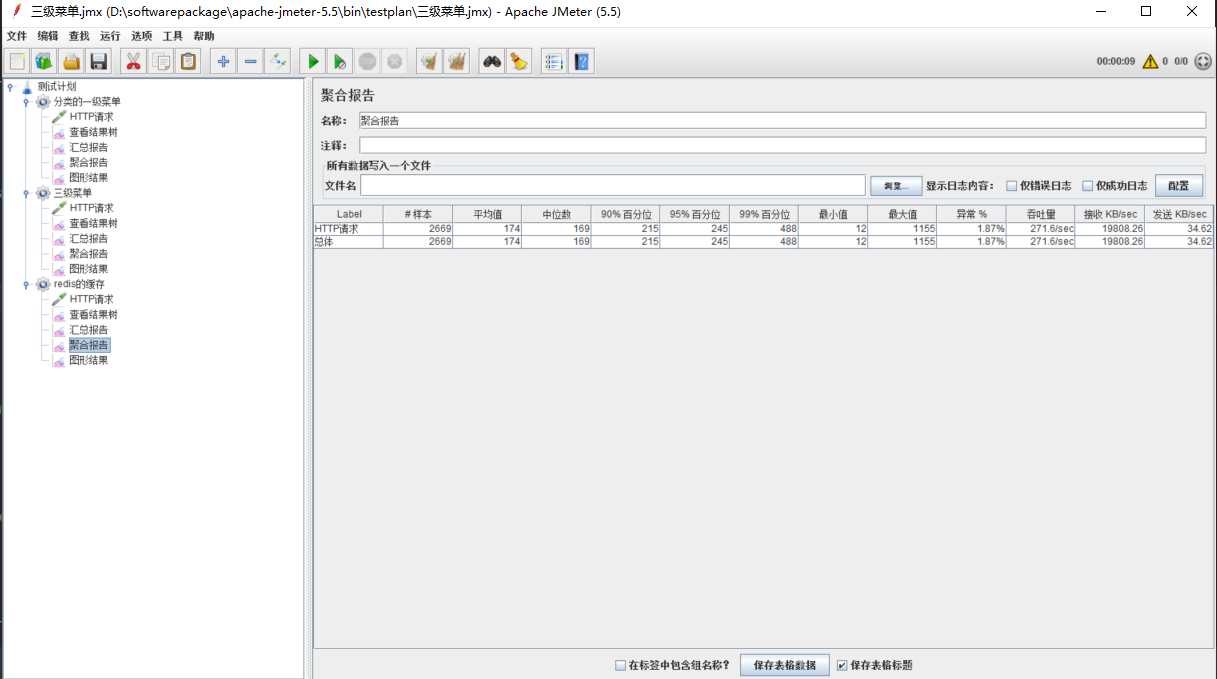 三级菜单.jmx (D:\softwarepackage\apache-jmeter-5.5\bin\testplan\三级菜单.jmx) - Apache JMeter (5.5)
文件 编辑 查找 运行 选项 工具 帮助
00:00:09 0 0/0
测试计划
分类的一级菜单
HTTP请求
查看结果树
汇总报告
聚合报告
图形结果
三级菜单
HTTP请求
查看结果树
汇总报告
聚合报告
图形结果
redis的缓存
HTTP请求
查看结果树
汇总报告
聚合报告
图形结果
聚合报告
名称: 聚合报告
注释:
所有数据写入一个文件
文件名 浏览... 显示日志内容: 仅错误日志 仅成功日志 配置
Label # 样本 平均值 中位数 90% 百分位 95% 百分位 99% 百分位 最小值 最大值 异常 % 吞吐量 接收 KB/sec 发送 KB/sec
HTTP请求 2669 174 169 215 245 488 12 1155 1.87% 271.6/sec 19808.26 34.62
总体 2669 174 169 215 245 488 12 1155 1.87% 271.6/sec 19808.26 34.62
在标签中包含组名称? 保存表格数据 保存表格标题